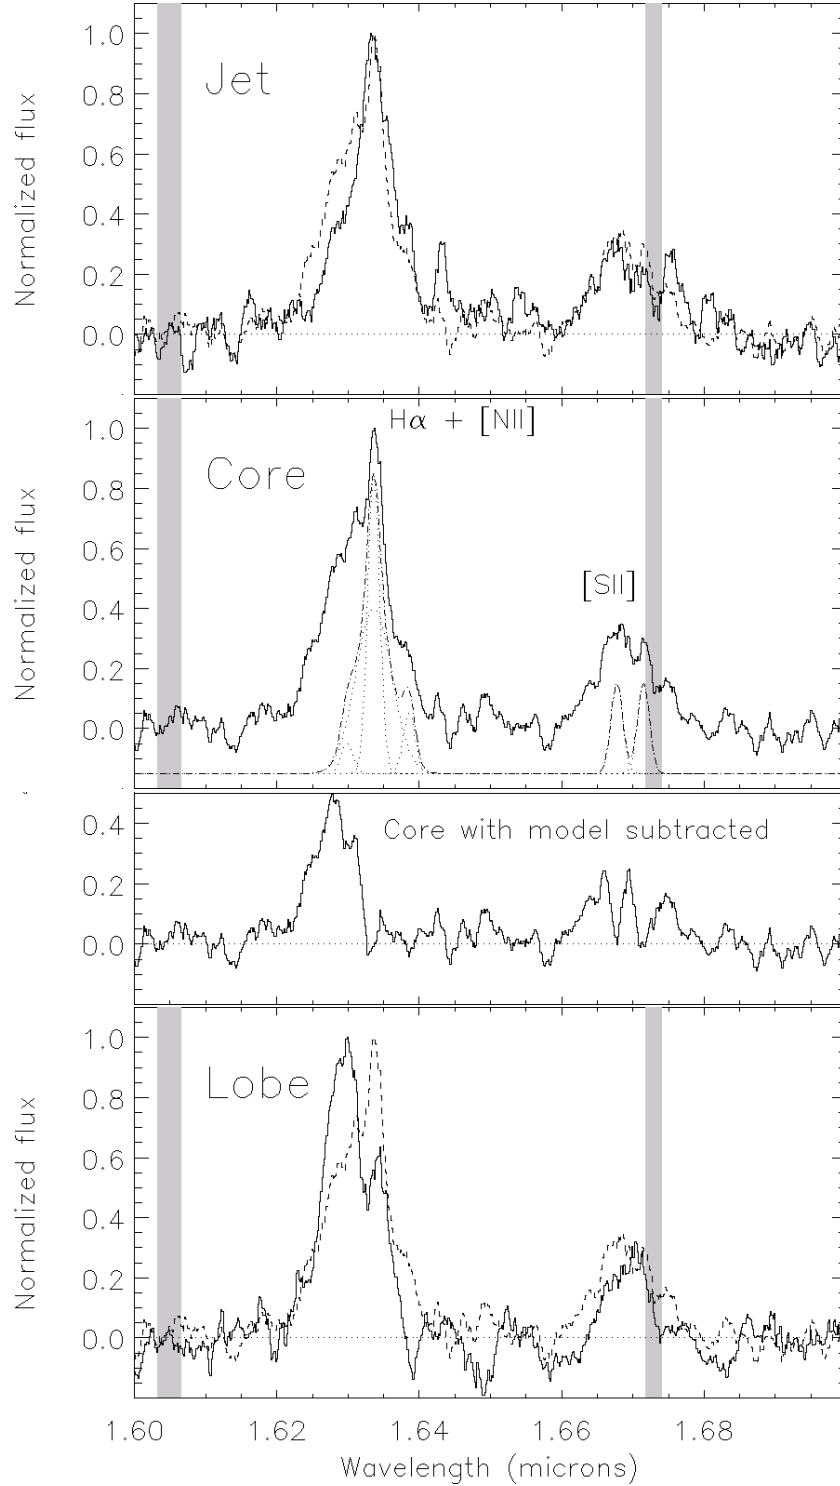 Normalized flux
1.0
0.8
0.6
0.4
0.2
0.0
Jet
Normalized flux
1.0
0.8
0.6
0.4
0.2
0.0
Core
Hα + [NII]
[SII]
0.4
0.2
0.0
Core with model subtracted
Normalized flux
1.0
0.8
0.6
0.4
0.2
0.0
Lobe
1.60 1.62 1.64 1.66 1.68
Wavelength (microns)